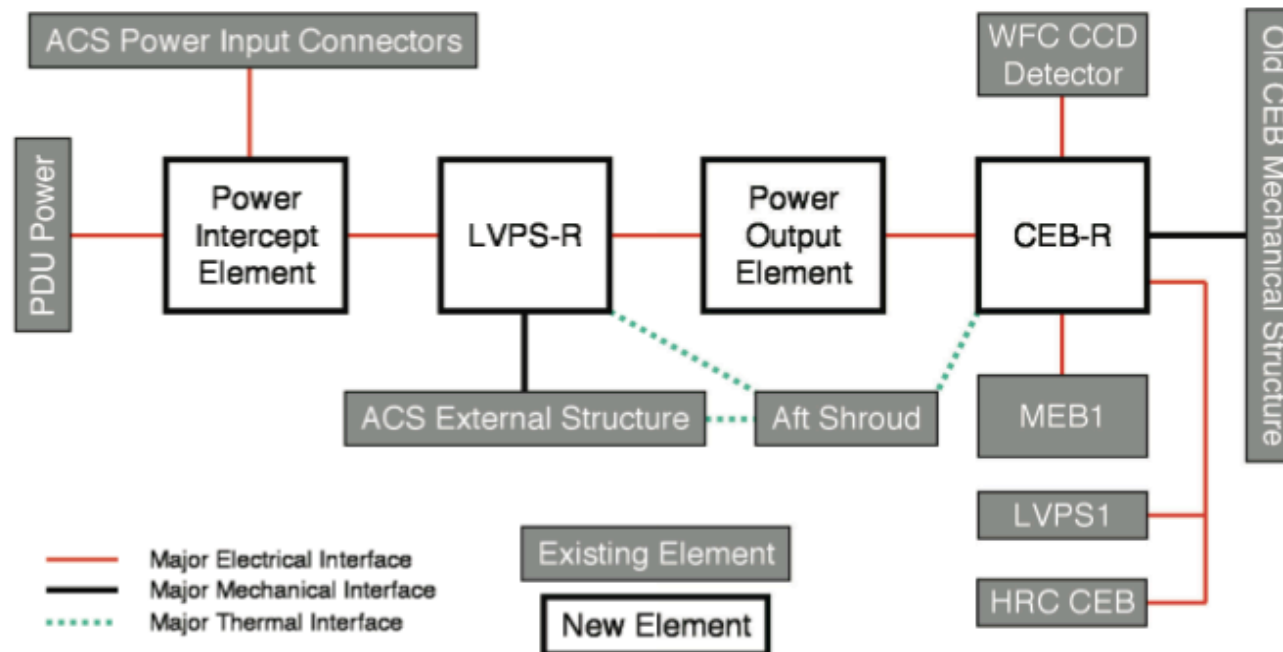 ACS Power Input Connectors
WFC CCD
Detector
Old CEB Mechanical Structure
PDU Power
Power
Intercept
Element
LVPS-R
Power
Output
Element
CEB-R
ACS External Structure
Aft Shroud
MEB1
LVPS1
HRC CEB
Major Electrical Interface
Major Mechanical Interface
Major Thermal Interface
Existing Element
New Element